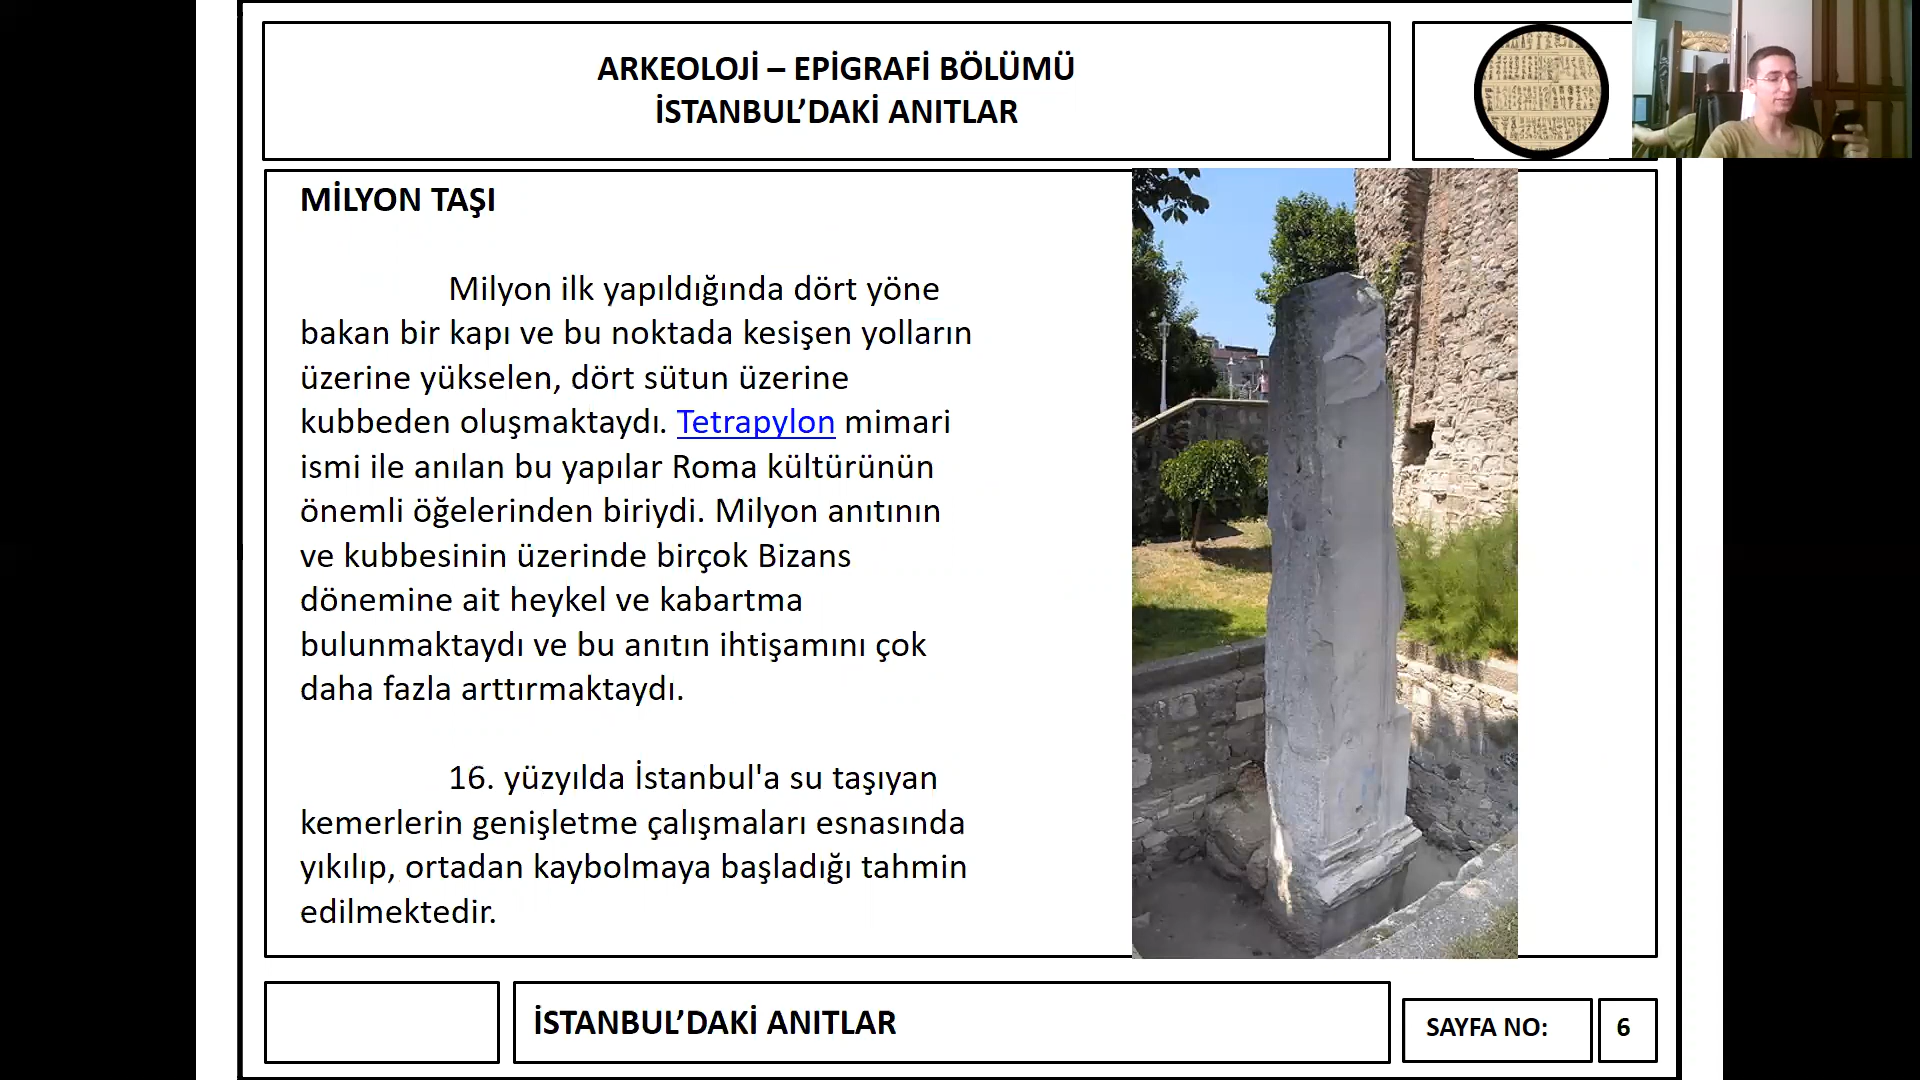 ARKEOLOJİ – EPİGRAFİ BÖLÜMÜ
İSTANBUL’DAKİ ANITLAR
MİLYON TAŞI
Milyon ilk yapıldığında dört yöne
bakan bir kapı ve bu noktada kesişen yolların
üzerine yükselen, dört sütun üzerine
kubbeden oluşmaktaydı. Tetrapylon mimari
ismi ile anılan bu yapılar Roma kültürünün
önemli öğelerinden biriydi. Milyon anıtının
ve kubbesinin üzerinde birçok Bizans
dönemine ait heykel ve kabartma
bulunmaktaydı ve bu anıtın ihtişamını çok
daha fazla arttırmaktaydı.
16. yüzyılda İstanbul'a su taşıyan
kemerlerin genişletme çalışmaları esnasında
yıkılıp, ortadan kaybolmaya başladığı tahmin
edilmektedir.
İSTANBUL’DAKİ ANITLAR
SAYFA NO:
6